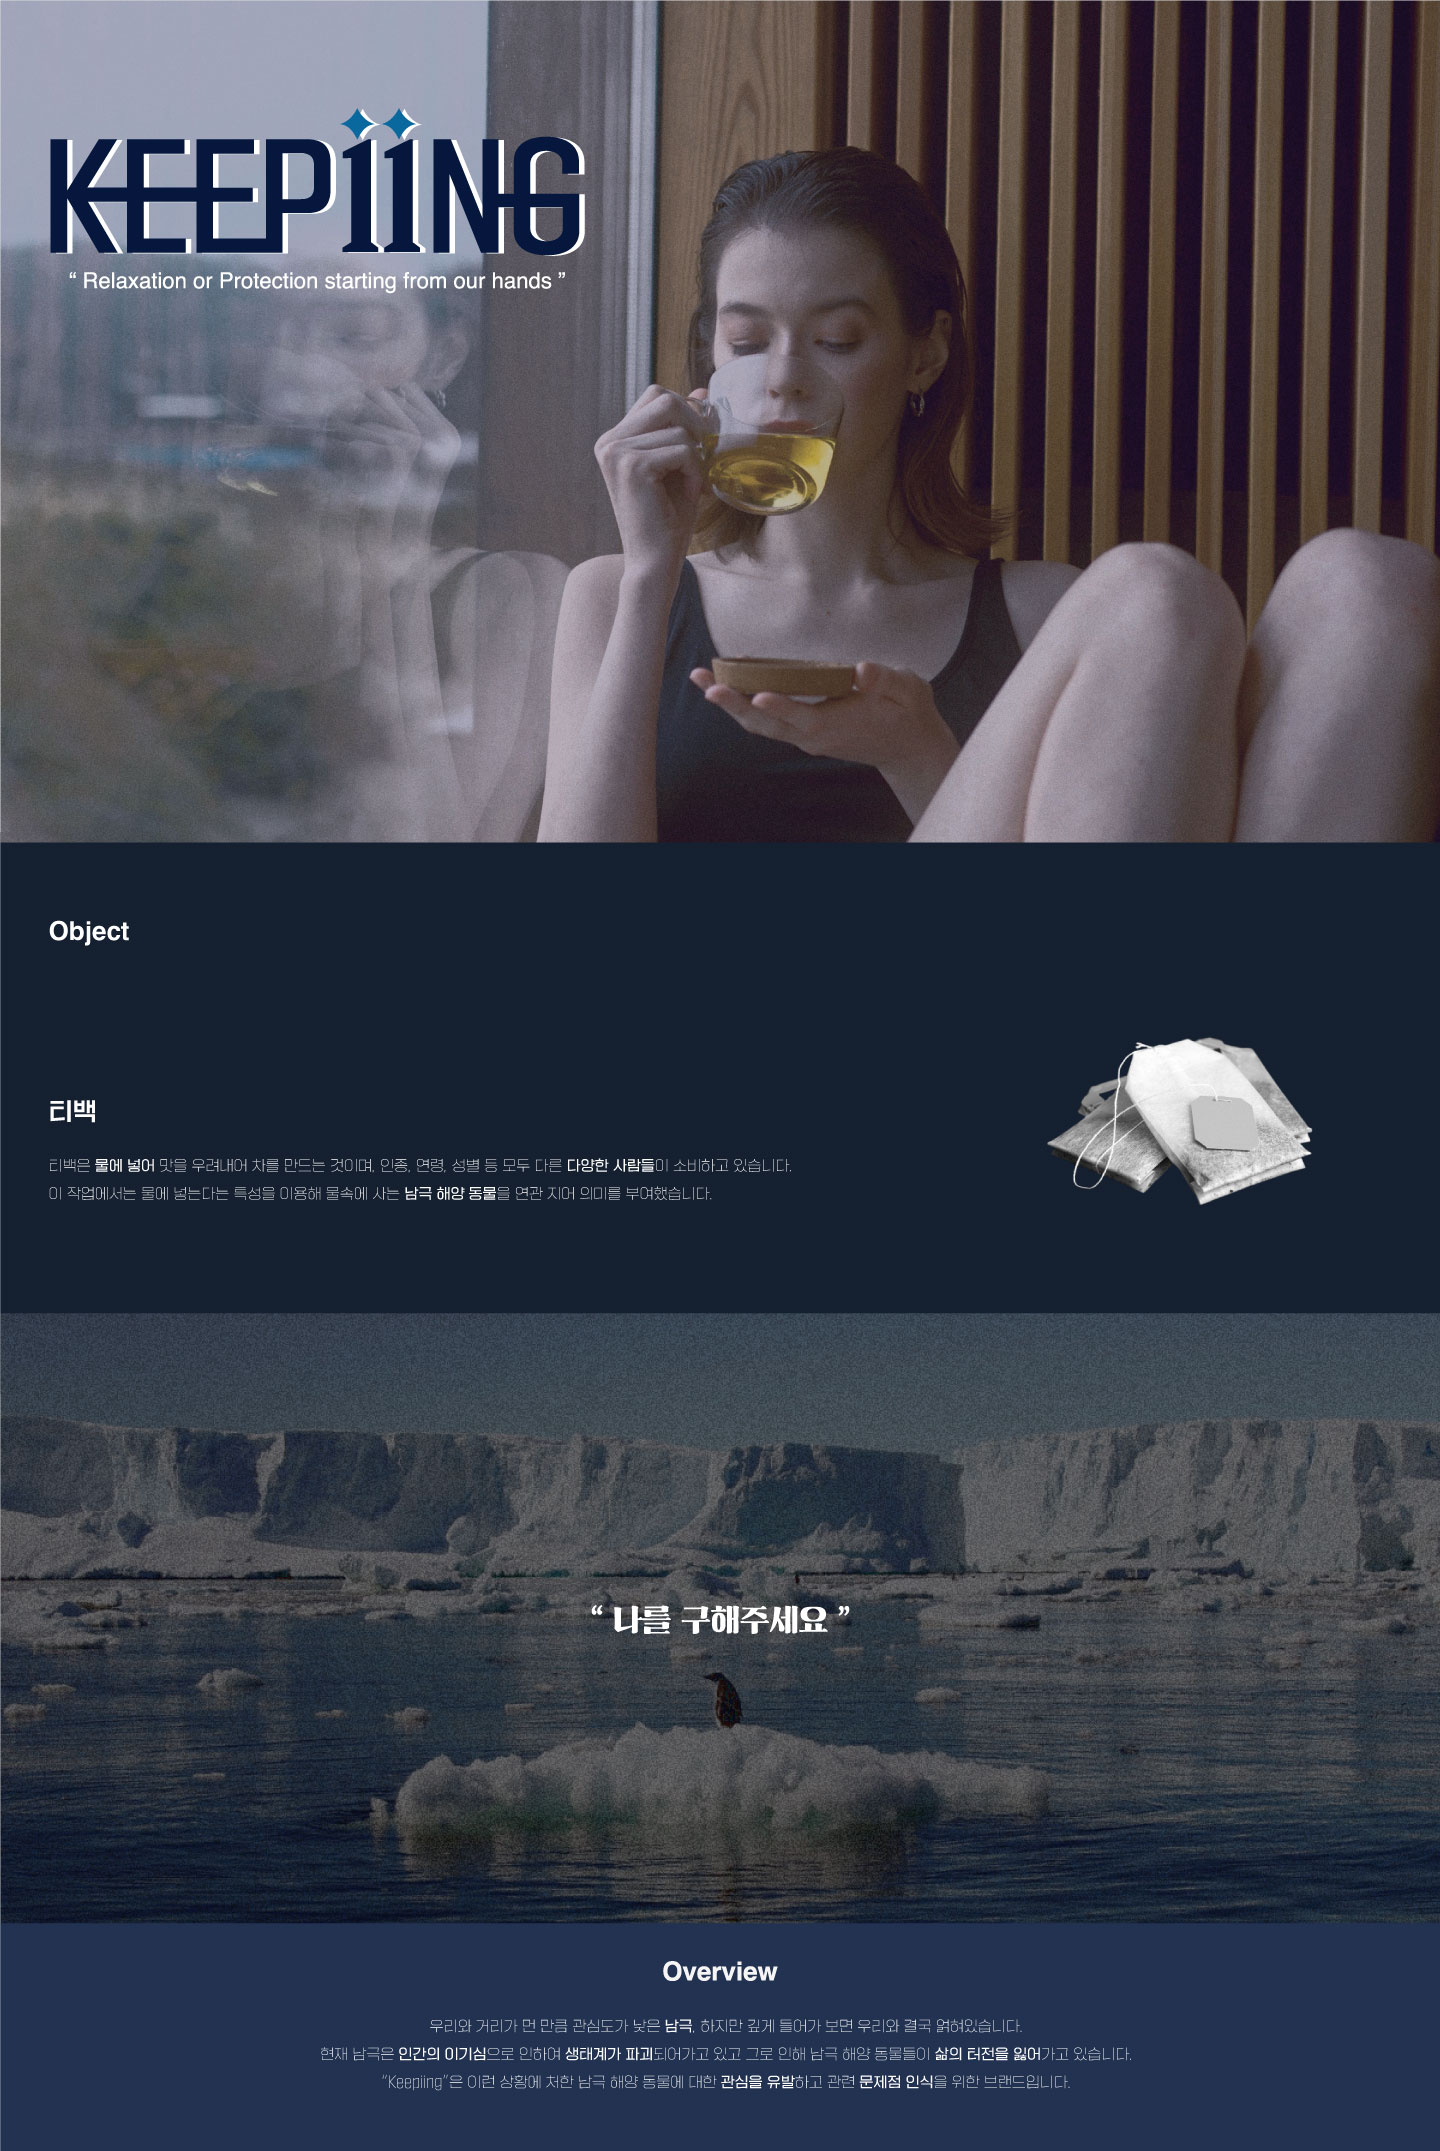 KEEPiiNG
“ Relaxation or Protection starting from our hands ”
Object
티백
티백은 물에 넣어 맛을 우려내어 차를 만드는 것이며, 인종, 연령, 성별 등 모두 다른 다양한 사람들이 소비하고 있습니다.
이 작업에서는 물에 넣는다는 특성을 이용해 물속에 사는 남극 해양 동물을 연관 지어 의미를 부여했습니다.
“ 나를 구해주세요 ”
Overview
우리와 거리가 먼 만큼 관심도가 낮은 남극, 하지만 깊게 들어가 보면 우리와 결국 얽혀있습니다.
현재 남극은 인간의 이기심으로 인하여 생태계가 파괴되어가고 있고 그로 인해 남극 해양 동물들이 삶의 터전을 잃어가고 있습니다.
“Keepiing”은 이런 상황에 처한 남극 해양 동물에 대한 관심을 유발하고 관련 문제점 인식을 위한 브랜드입니다.